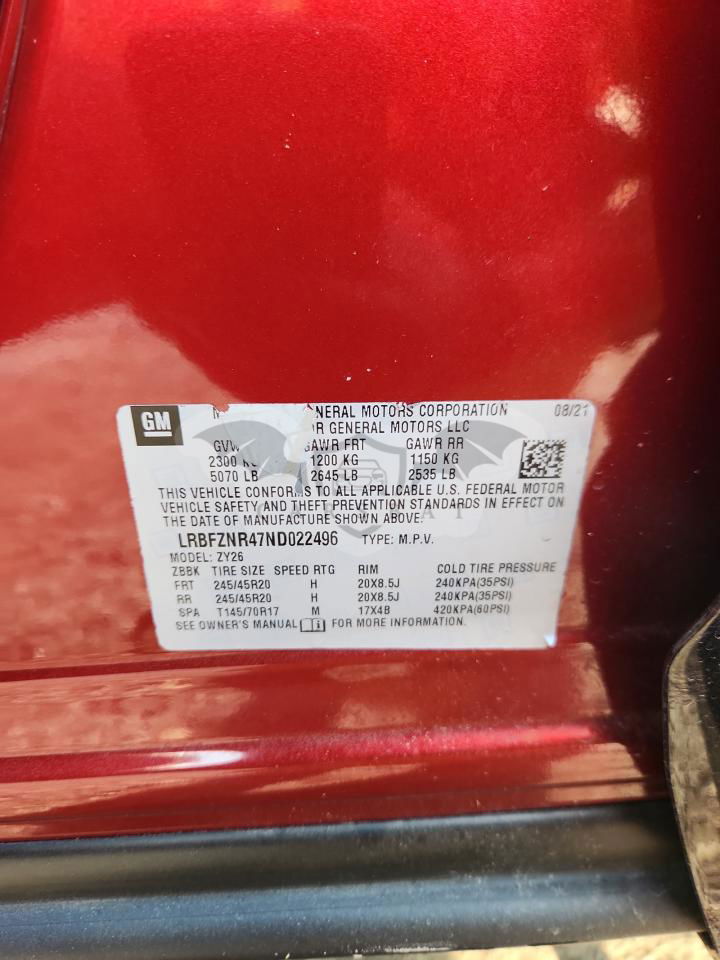 GM
GENERAL MOTORS CORPORATION 08/21
GENERAL MOTORS LLC
GAWR FRT GAWR RR
2300 1200 KG 1150 KG
5070 LB 2645 LB 2535 LB
THIS VEHICLE CONFORMS TO ALL APPLICABLE U.S. FEDERAL MOTOR
VEHICLE SAFETY AND THEFT PREVENTION STANDARDS IN EFFECT ON
THE DATE OF MANUFACTURE SHOWN ABOVE.
LRBFZNR47ND022496 TYPE: M.P.V.
MODEL: ZY26
ZBBK TIRE SIZE SPEED RTG RIM COLD TIRE PRESSURE
FRT 245/45R20 H 20X8.5J 240KPA(35PSI)
RR 245/45R20 H 20X8.5J 240KPA(35PSI)
SPA T145/70R17 M 17X4B 420KPA(60PSI)
SEE OWNER'S MANUAL FOR MORE INFORMATION.